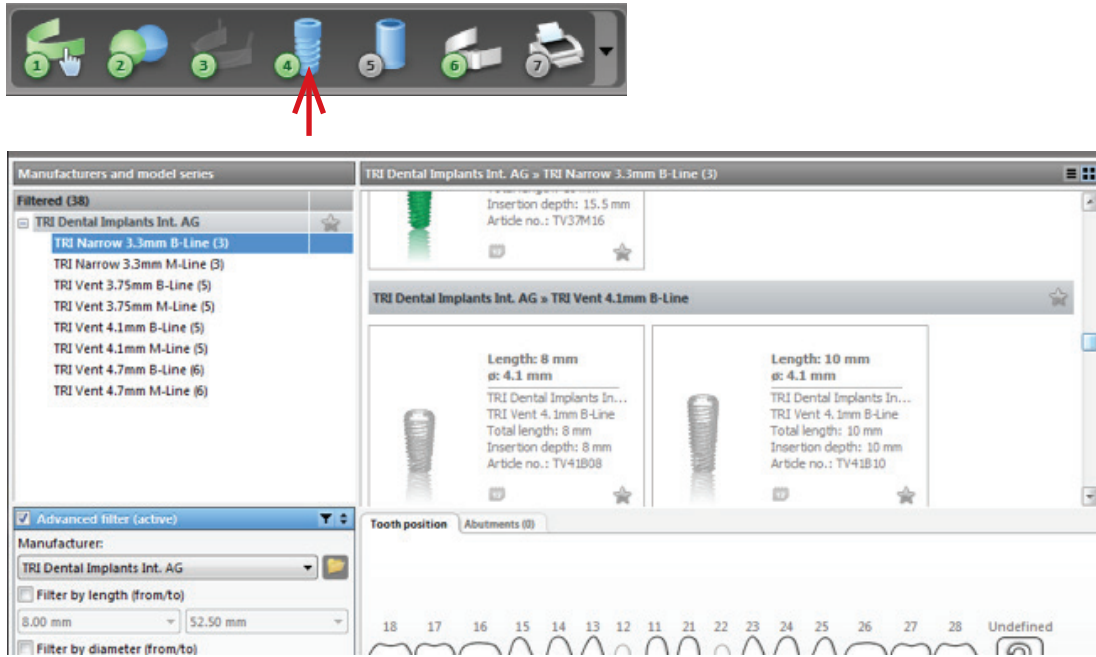 1 2 3 4 5 6 7
Manufacturers and model series
Filtered (38)
TRI Dental Implants Int. AG
TRI Narrow 3.3mm B-Line (3)
TRI Narrow 3.3mm M-Line (3)
TRI Vent 3.75mm B-Line (5)
TRI Vent 3.75mm M-Line (5)
TRI Vent 4.1mm B-Line (5)
TRI Vent 4.1mm M-Line (5)
TRI Vent 4.7mm B-Line (6)
TRI Vent 4.7mm M-Line (6)
Advanced filter (active)
Manufacturer:
TRI Dental Implants Int. AG
Filter by length (from/to)
8.00 mm 52.50 mm
Filter by diameter (from/to)
TRI Dental Implants Int. AG » TRI Narrow 3.3mm B-Line (3)
Insertion depth: 15.5 mm
Article no.: TV37M16
TRI Dental Implants Int. AG » TRI Vent 4.1mm B-Line
Length: 8 mm
ø: 4.1 mm
TRI Dental Implants In...
TRI Vent 4.1mm B-Line
Total length: 8 mm
Insertion depth: 8 mm
Article no.: TV41B08
Length: 10 mm
ø: 4.1 mm
TRI Dental Implants In...
TRI Vent 4.1mm B-Line
Total length: 10 mm
Insertion depth: 10 mm
Article no.: TV41B10
Tooth position Abutments (0)
18 17 16 15 14 13 12 11 21 22 23 24 25 26 27 28 Undefined